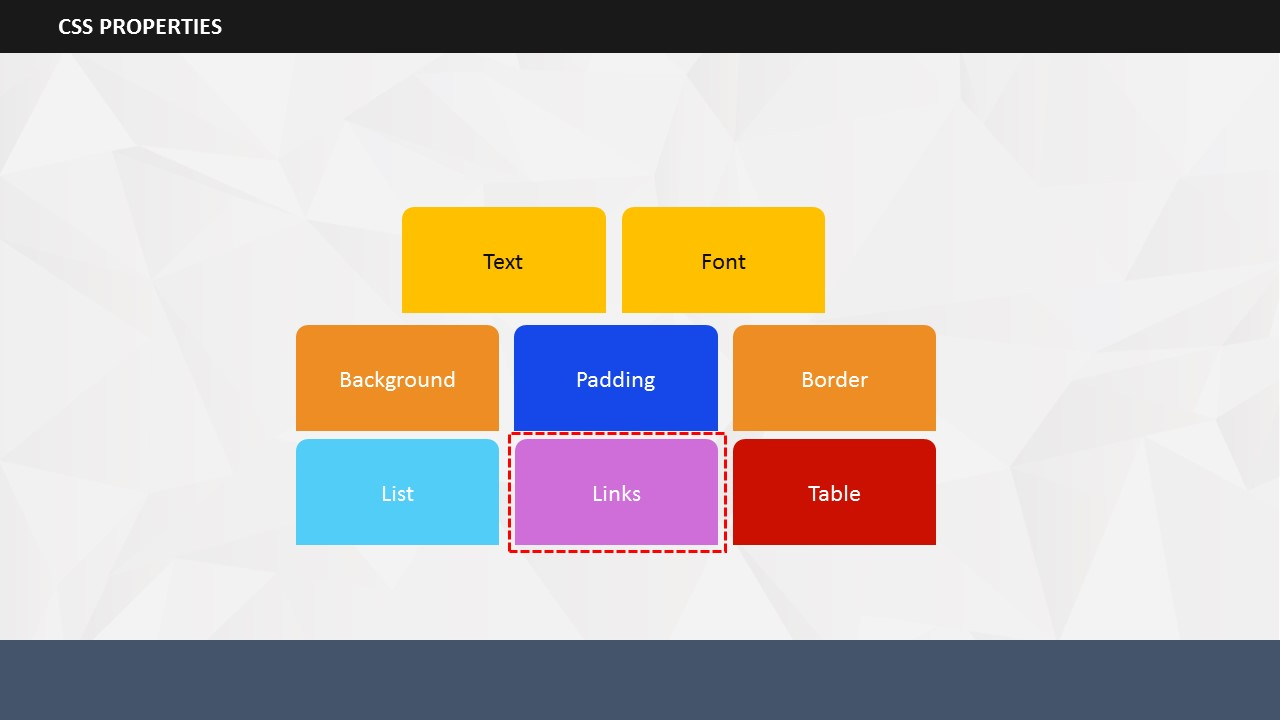 CSS PROPERTIES
Text
Font
Background
Padding
Border
List
Links
Table